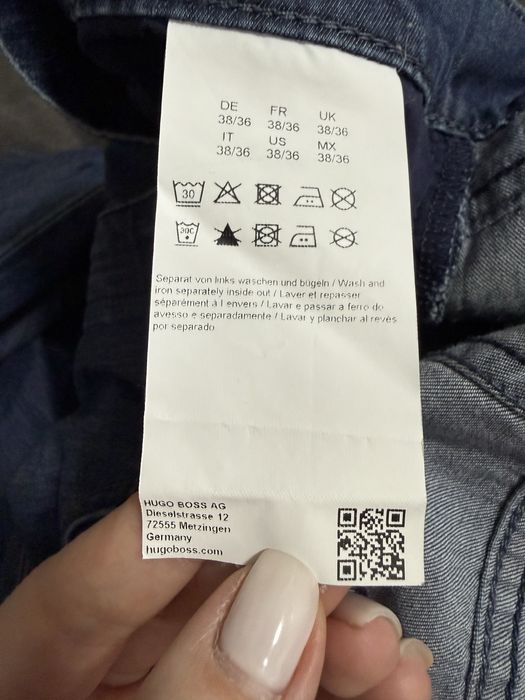 DE FR UK
38/36 38/36 38/36
IT US MX
38/36 38/36 38/36
30
30C
Separat von links waschen und bügeln / Wash and
iron separately inside out / Laver et repasser
séparément à l envers / Lavar e passar a ferro do
avesso e separadamente / Lavar y planchar al revés
por separado
HUGO BOSS AG
Dieselstrasse 12
72555 Metzingen
Germany
hugoboss.com